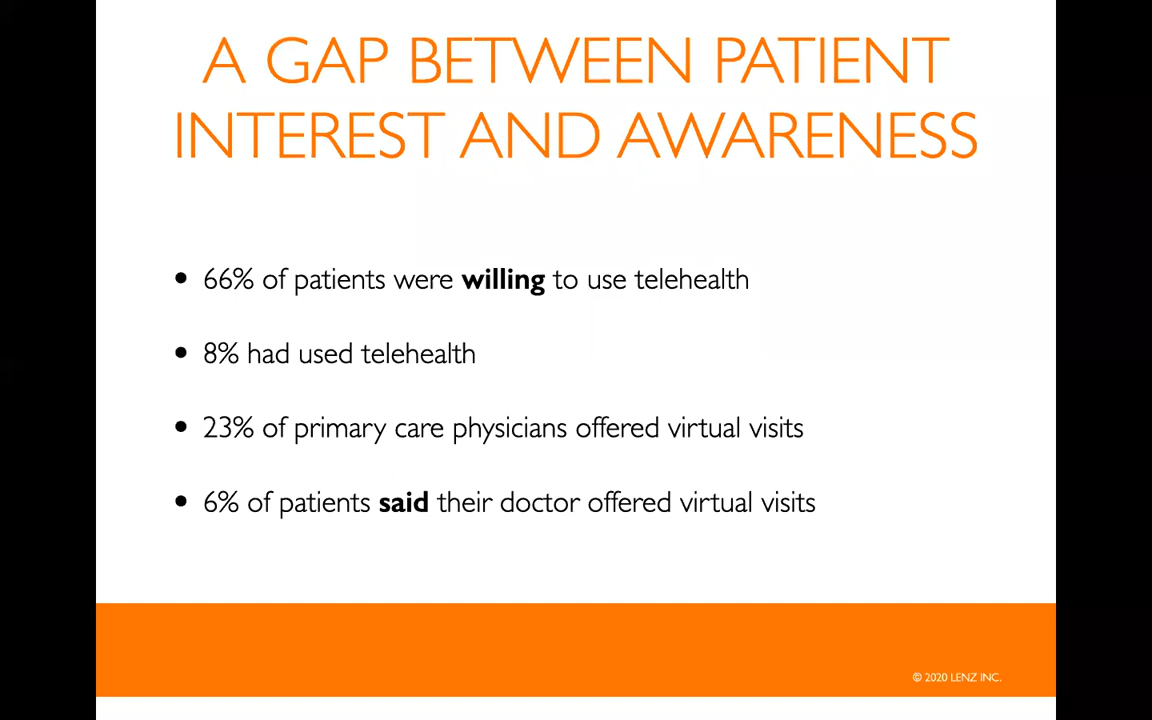 A GAP BETWEEN PATIENT
INTEREST AND AWARENESS
• 66% of patients were willing to use telehealth
• 8% had used telehealth
• 23% of primary care physicians offered virtual visits
• 6% of patients said their doctor offered virtual visits
© 2020 LENZ INC.